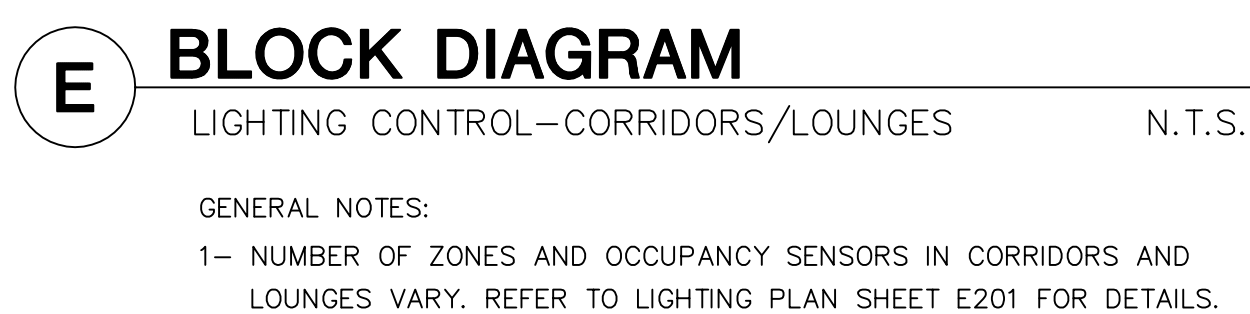 E
BLOCK DIAGRAM
LIGHTING CONTROL–CORRIDORS/LOUNGES N.T.S.
GENERAL NOTES:
1– NUMBER OF ZONES AND OCCUPANCY SENSORS IN CORRIDORS AND
LOUNGES VARY. REFER TO LIGHTING PLAN SHEET E201 FOR DETAILS.